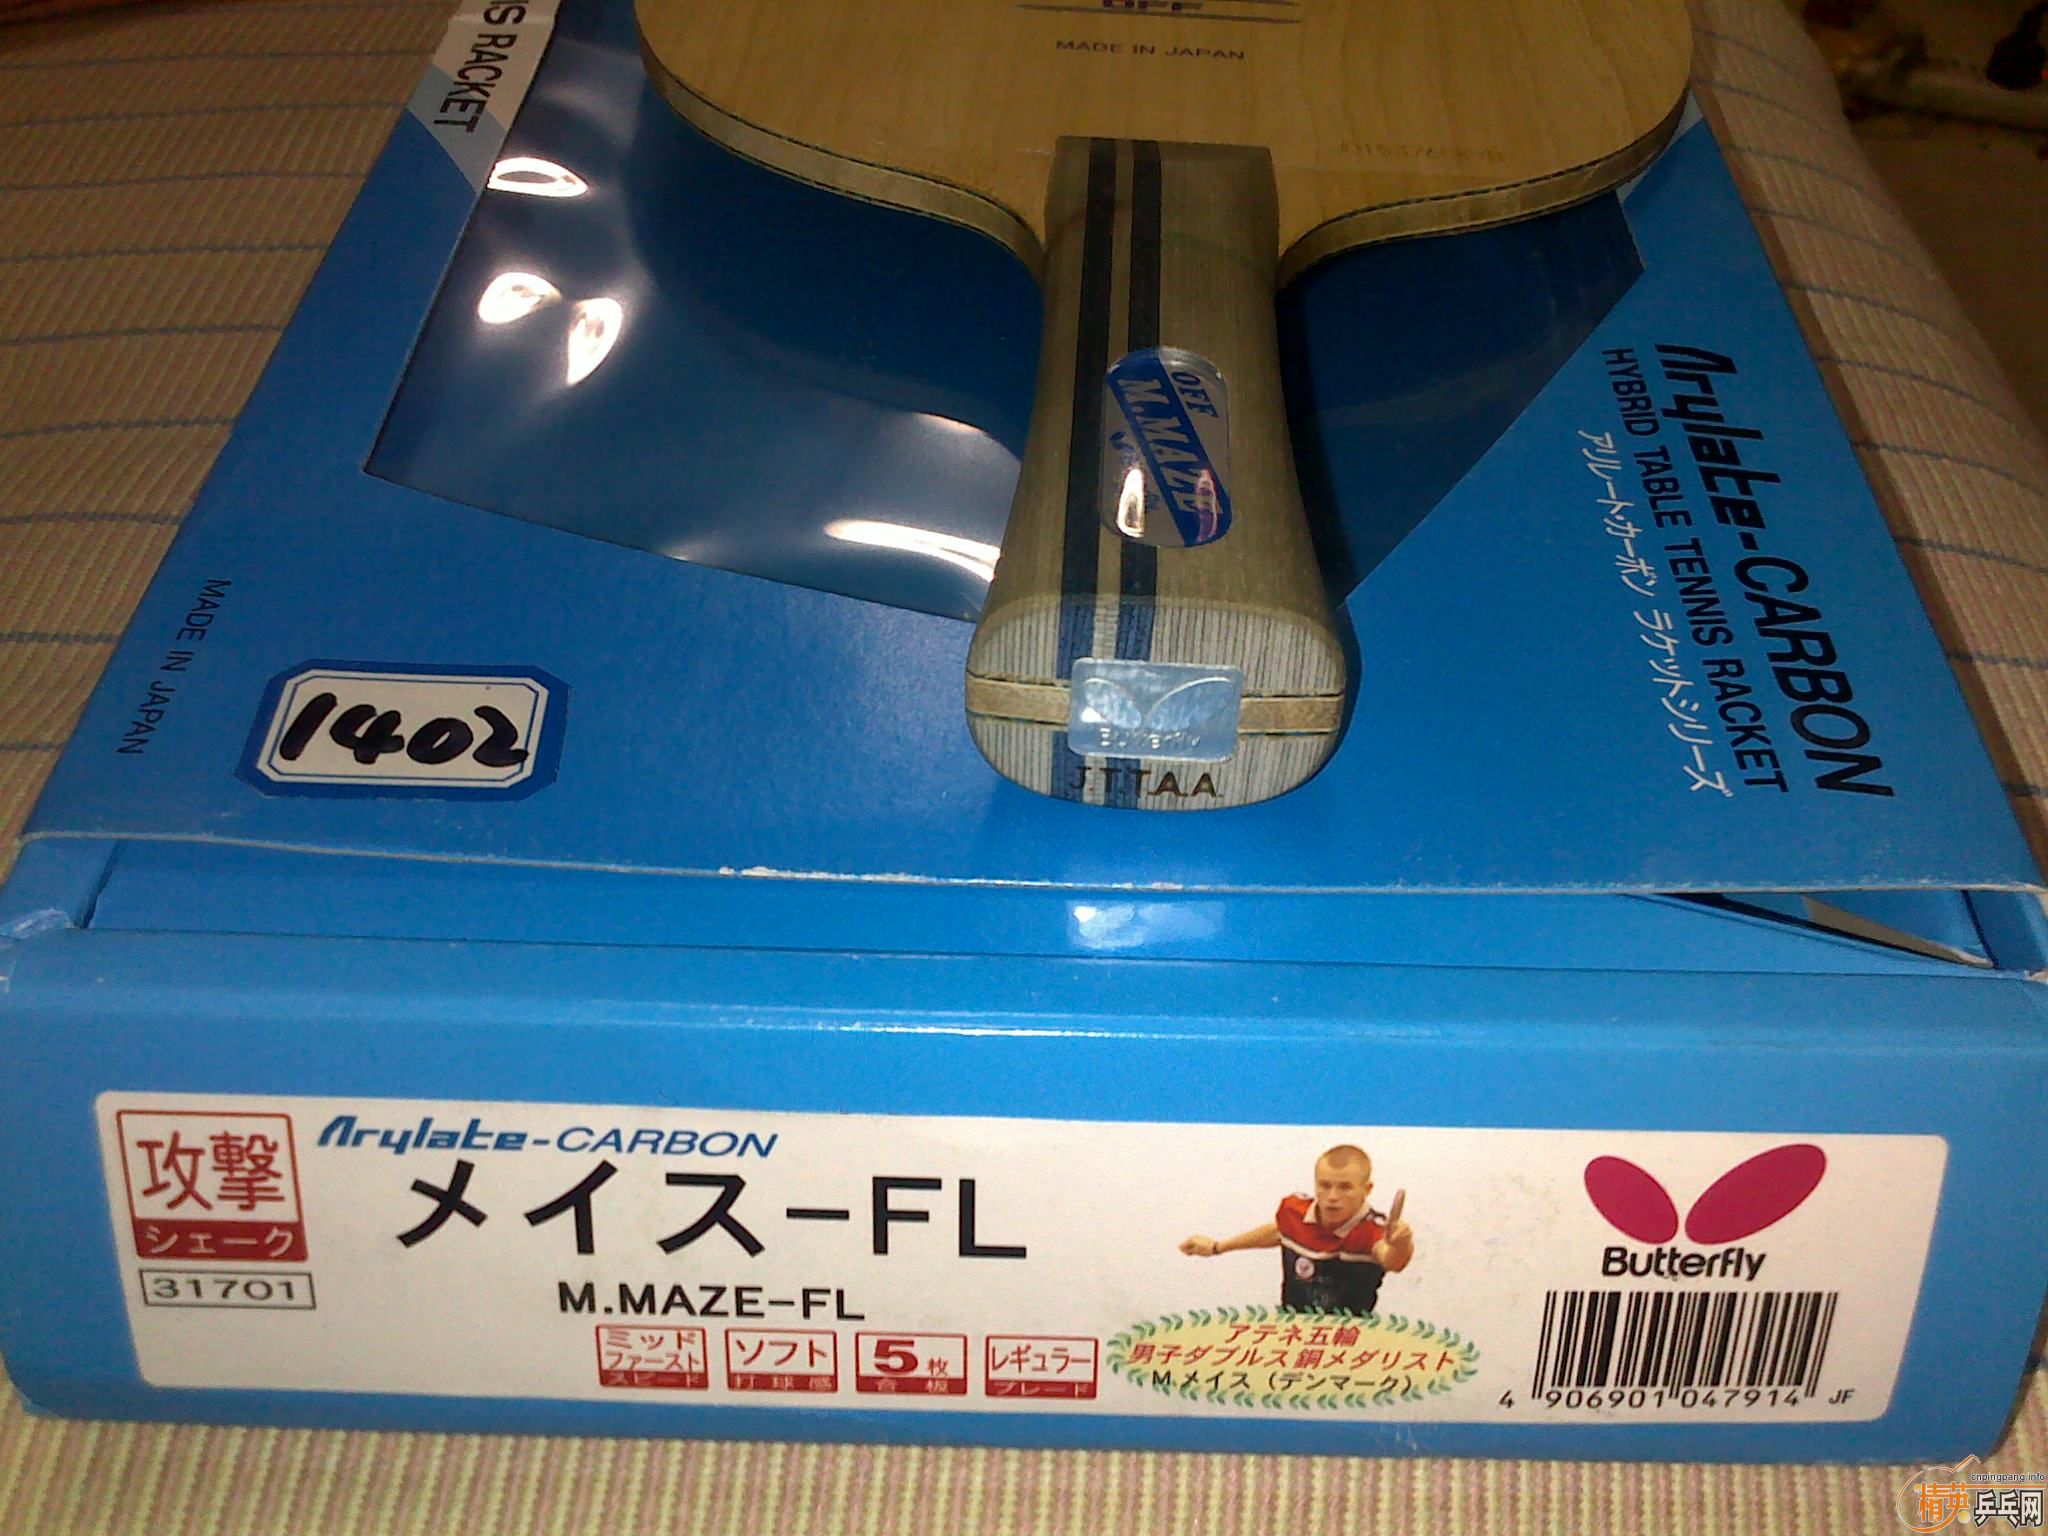 IS RACKET
OFF
MADE IN JAPAN
OFF
M.MAZE
Butterfly
J.T.T.A.A.
Arylate-CARBON
HYBRID TABLE TENNIS RACKET
アリレートカーボン ラケットシリーズ
MADE IN JAPAN
1402
攻撃
シェーク
31701
Arylate-CARBON
メイス-FL
M.MAZE-FL
ミッド
ファースト
スピード
ソフト
打球感
5枚
合板
レギュラー
ブレード
アテネ五輪
男子ダブルス銅メダリスト
M.メイス（デンマーク）
Butterfly
4 906901 047914 JF
cnpingpang.info
精英乒乓网